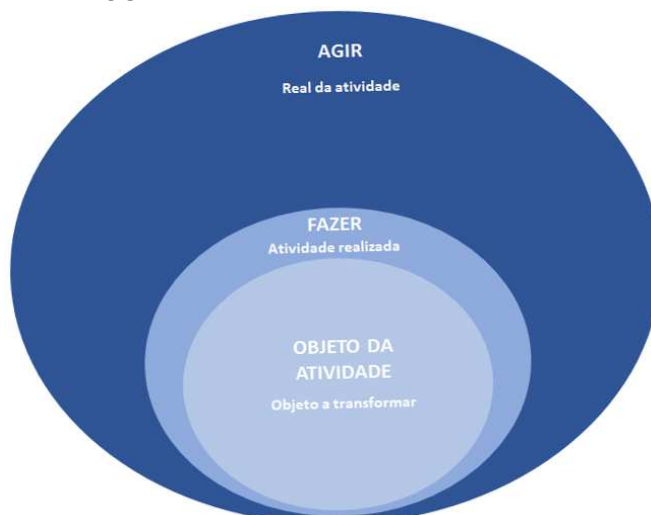 AGIR
Real da atividade
FAZER
Atividade realizada
OBJETO DA
ATIVIDADE
Objeto a transformar